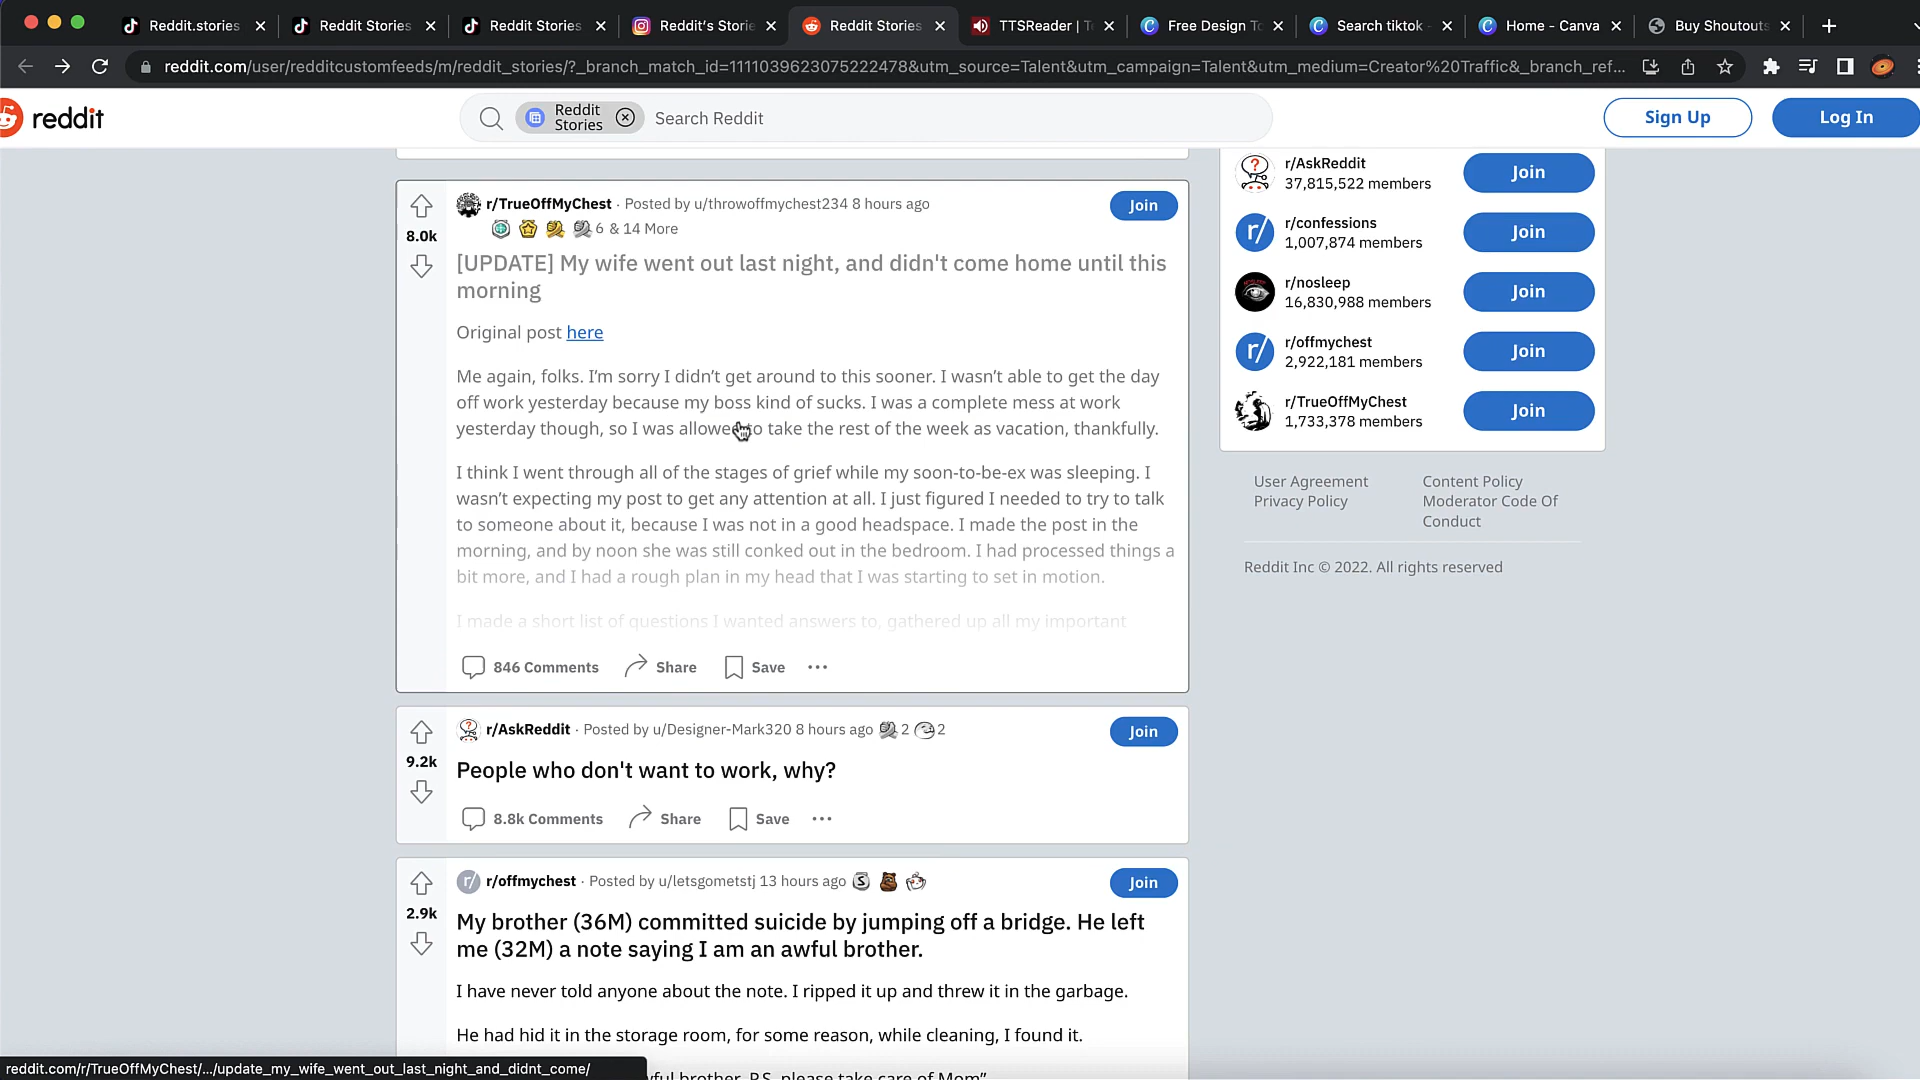 Reddit.stories
Reddit Stories
Reddit Stories
Reddit's Storie
Reddit Stories
TTSReader | T
Free Design To
Search tiktok -
Home - Canva
Buy Shoutouts
reddit.com/user/redditcustomfeeds/m/reddit_stories/?_branch_match_id=1111039623075222478&utm_source=Talent&utm_campaign=Talent&utm_medium=Creator%20Traffic&_branch_ref...
reddit
Reddit
Stories
Search Reddit
Sign Up
Log In
8.0k
r/TrueOffMyChest · Posted by u/throwoffmychest234 8 hours ago
Join
6 & 14 More
[UPDATE] My wife went out last night, and didn't come home until this
morning
Original post here
Me again, folks. I'm sorry I didn't get around to this sooner. I wasn't able to get the day
off work yesterday because my boss kind of sucks. I was a complete mess at work
yesterday though, so I was allowed to take the rest of the week as vacation, thankfully.
I think I went through all of the stages of grief while my soon-to-be-ex was sleeping. I
wasn't expecting my post to get any attention at all. I just figured I needed to try to talk
to someone about it, because I was not in a good headspace. I made the post in the
morning, and by noon she was still conked out in the bedroom. I had processed things a
bit more, and I had a rough plan in my head that I was starting to set in motion.
I made a short list of questions I wanted answers to, gathered up all my important
846 Comments
Share
Save
9.2k
r/AskReddit · Posted by u/Designer-Mark320 8 hours ago 2 2
Join
People who don't want to work, why?
8.8k Comments
Share
Save
2.9k
r/offmychest · Posted by u/letsgometstj 13 hours ago
Join
My brother (36M) committed suicide by jumping off a bridge. He left
me (32M) a note saying I am an awful brother.
I have never told anyone about the note. I ripped it up and threw it in the garbage.
He had hid it in the storage room, for some reason, while cleaning, I found it.
wful brother. P.S. please take care of Mom"
r/AskReddit
37,815,522 members
Join
r/confessions
1,007,874 members
Join
r/nosleep
16,830,988 members
Join
r/offmychest
2,922,181 members
Join
r/TrueOffMyChest
1,733,378 members
Join
User Agreement
Privacy Policy
Content Policy
Moderator Code Of
Conduct
Reddit Inc © 2022. All rights reserved
reddit.com/r/TrueOffMyChest/.../update_my_wife_went_out_last_night_and_didnt_come/